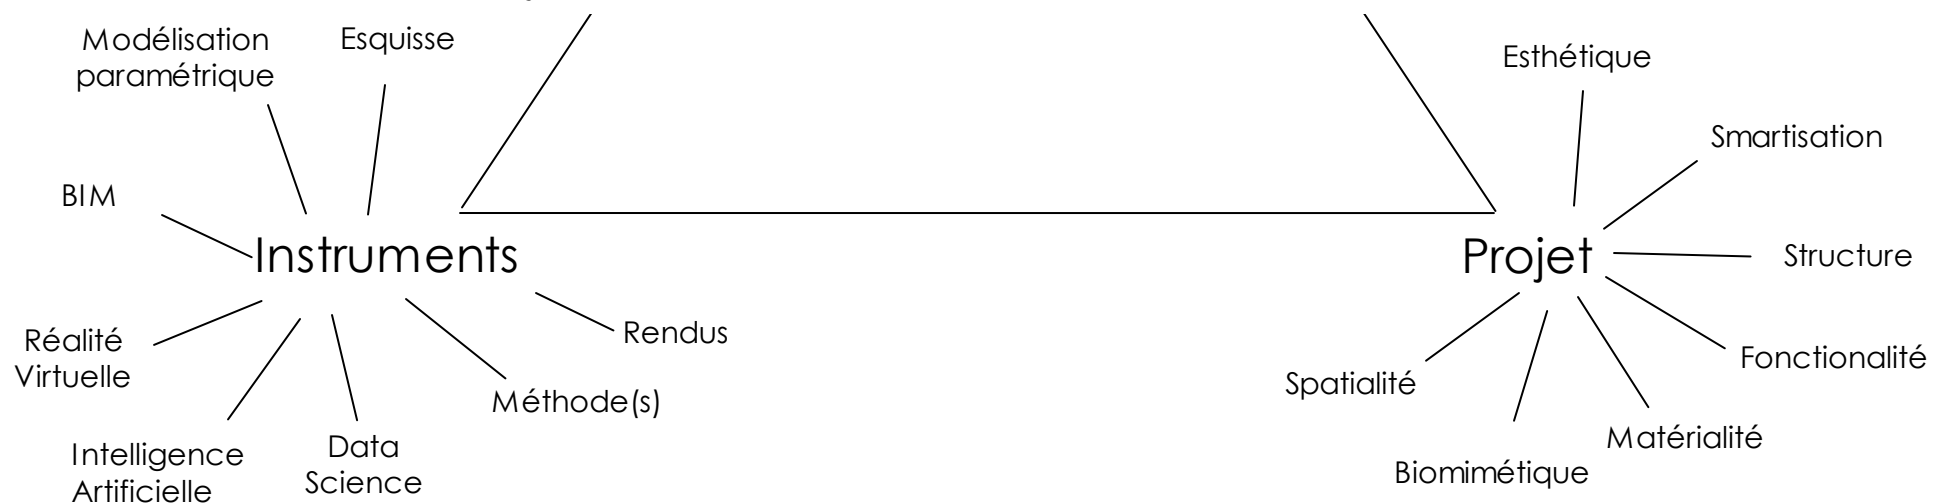 Modélisation
paramétrique
Esquisse
BIM
Instruments
Réalité
Virtuelle
Rendus
Méthode(s)
Intelligence
Artificielle
Data
Science
Esthétique
Smartisation
Projet
Structure
Fonctionalité
Spatialité
Matérialité
Biomimétique